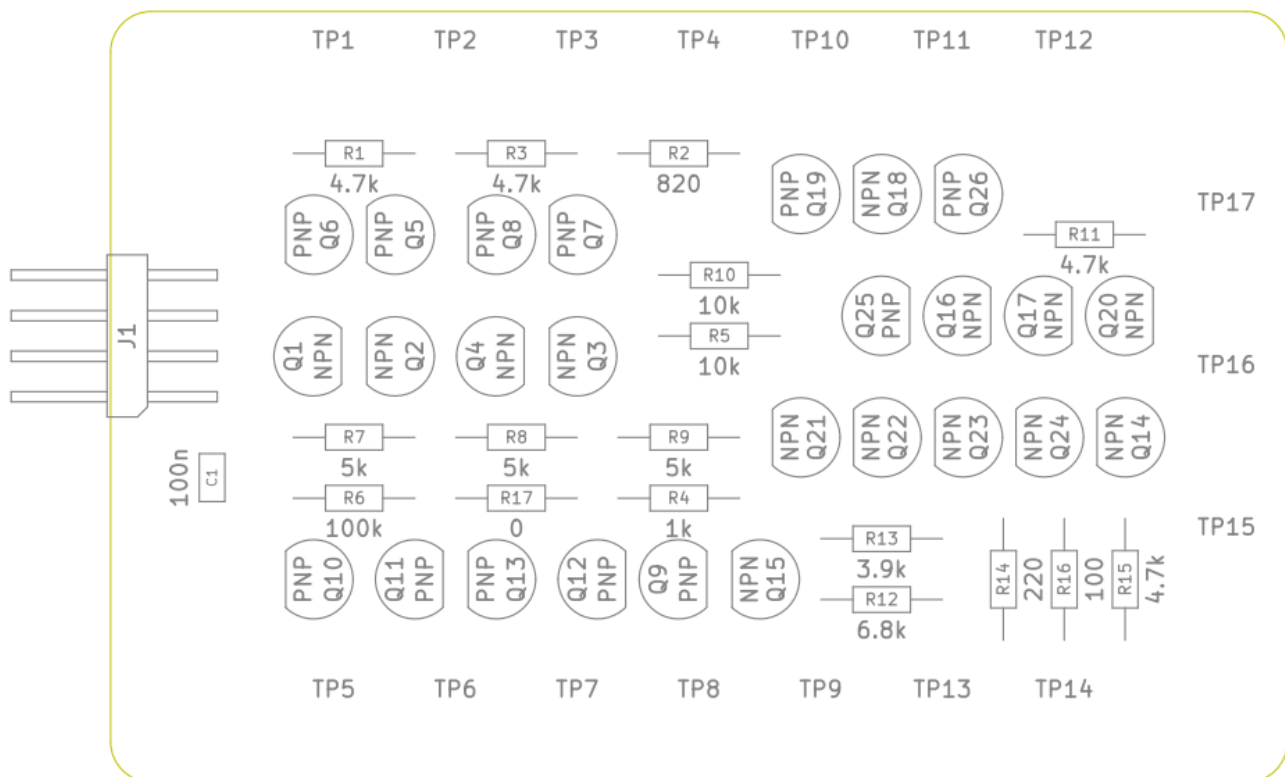 TP1 TP2 TP3 TP4 TP10 TP11 TP12
R1 R3 R2
4.7k 4.7k 820
PNP Q19 NPN Q18 PNP Q26
TP17
PNP Q6 PNP Q5 PNP Q8 PNP Q7
R11
4.7k
R10
10k
J1
Q25 PNP Q16 NPN Q17 NPN Q20 NPN
R5
10k
Q1 NPN NPN Q2 Q4 NPN NPN Q3
TP16
R7 R8 R9
5k 5k 5k
NPN Q21 NPN Q22 NPN Q23 NPN Q24 NPN Q14
100n C1
R6 R17 R4
100k 0 1k
TP15
R13
3.9k
PNP Q10 Q11 PNP PNP Q13 Q12 PNP Q9 PNP NPN Q15
R14 220 R16 100 R15 4.7k
R12
6.8k
TP5 TP6 TP7 TP8 TP9 TP13 TP14